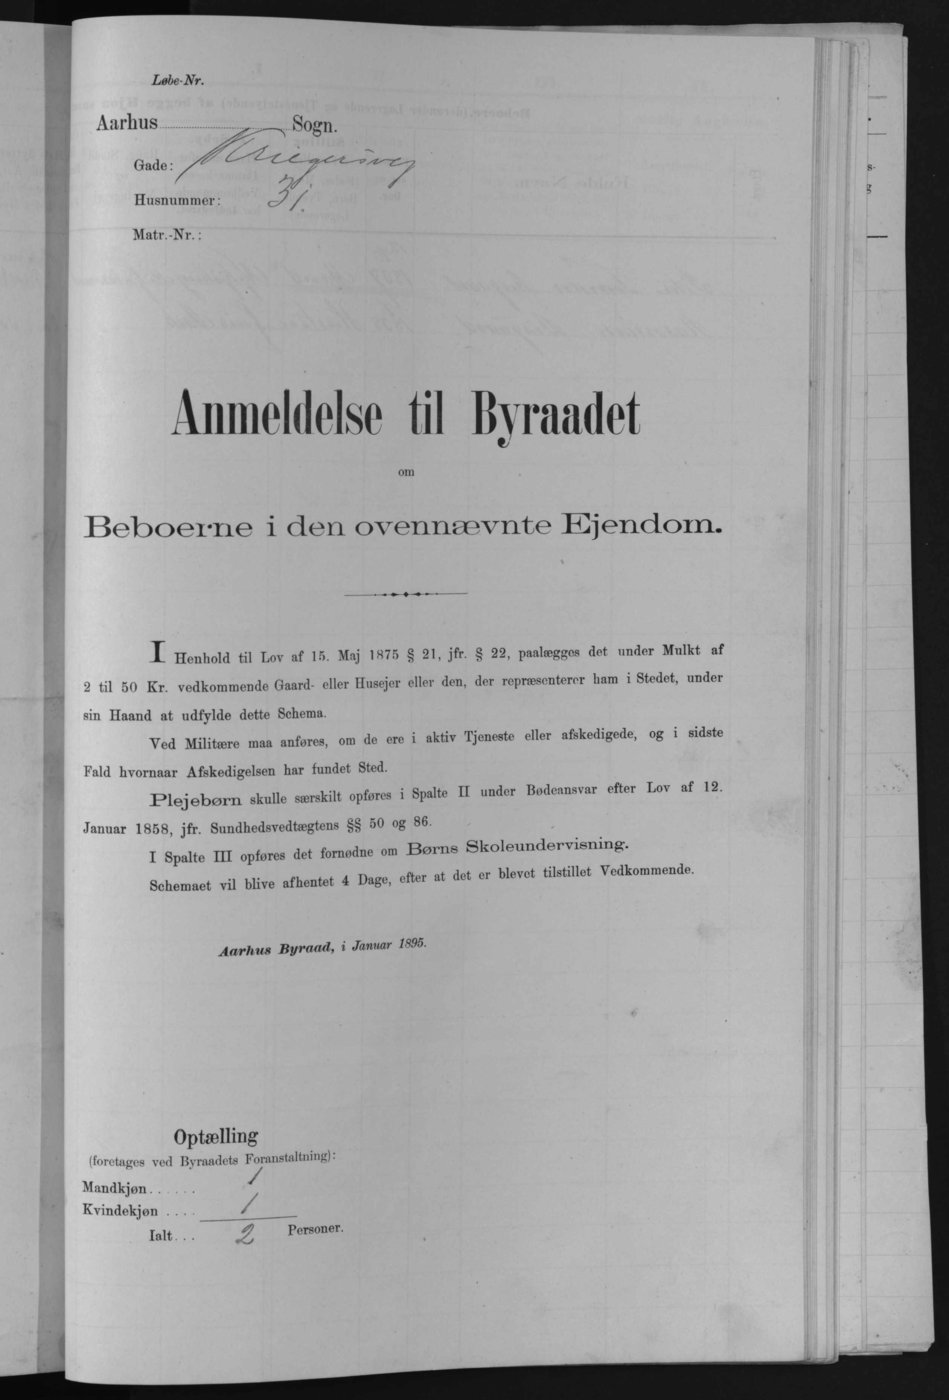 Løbe-Nr.
Aarhus Sogn.
Gade: Kriegersvej
Husnummer: 31.
Matr.-Nr.:
Anmeldelse til Byraadet
om
Beboerne i den ovennævnte Ejendom.
I Henhold til Lov af 15. Maj 1875 § 21, jfr. § 22, paalægges det under Mulkt af
2 til 50 Kr. vedkommende Gaard- eller Husejer eller den, der repræsenterer ham i Stedet, under
sin Haand at udfylde dette Schema.
Ved Militære maa anføres, om de ere i aktiv Tjeneste eller afskedigede, og i sidste
Fald hvornaar Afskedigelsen har fundet Sted.
Plejebørn skulle særskilt opføres i Spalte II under Bødeansvar efter Lov af 12.
Januar 1858, jfr. Sundhedsvedtægtens §§ 50 og 86.
I Spalte III opføres det fornødne om Børns Skoleundervisning.
Schemaet vil blive afhentet 4 Dage, efter at det er blevet tilstillet Vedkommende.
Aarhus Byraad, i Januar 1895.
Optælling
(foretages ved Byraadets Foranstaltning):
Mandkjøn...... 1
Kvindekjøn .... 1
Ialt... 2 Personer.